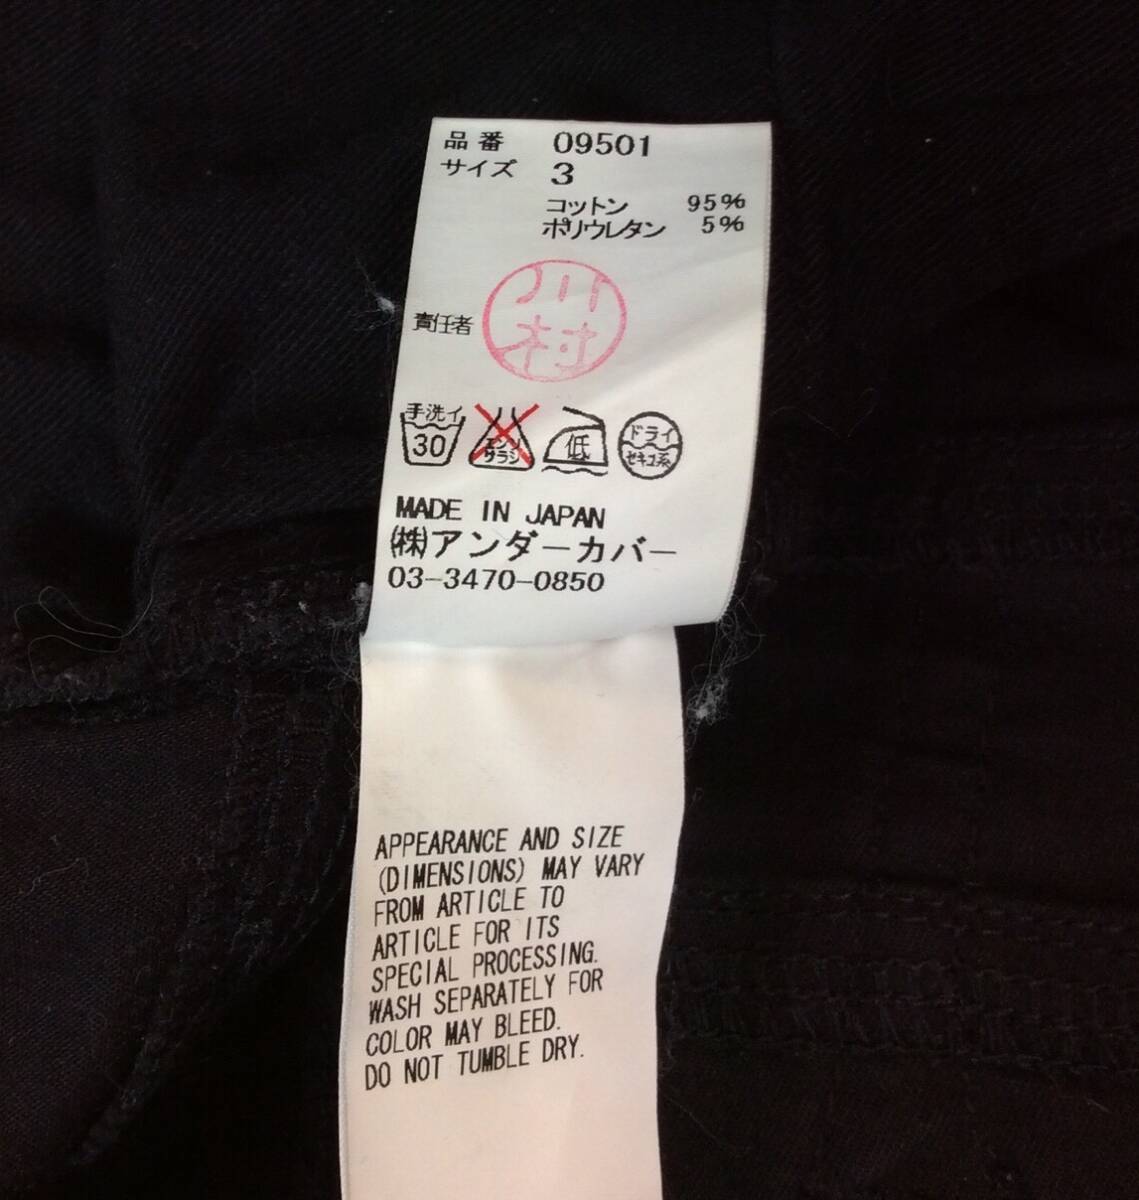 品番 09501
サイズ 3
コットン 95%
ポリウレタン 5%
責任者 川村
手洗イ 30
エンソ サラシ
低
ドライ セキユ系
MADE IN JAPAN
㈱アンダーカバー
03-3470-0850
APPEARANCE AND SIZE
(DIMENSIONS) MAY VARY
FROM ARTICLE TO
ARTICLE FOR ITS
SPECIAL PROCESSING.
WASH SEPARATELY FOR
COLOR MAY BLEED.
DO NOT TUMBLE DRY.